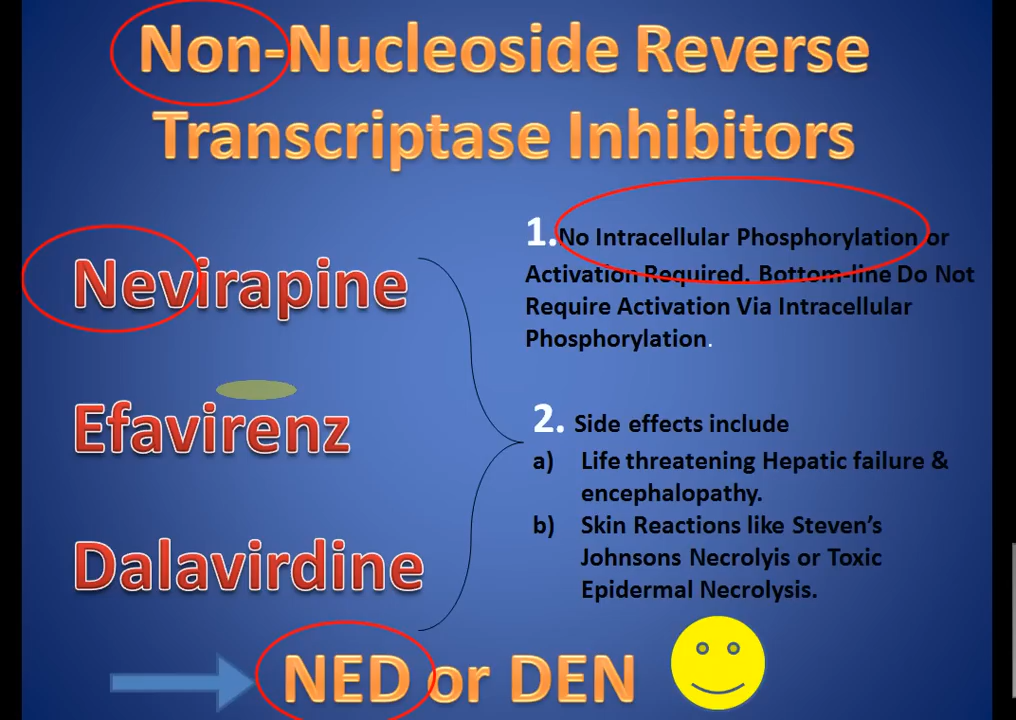 Non-Nucleoside Reverse
Transcriptase Inhibitors
Nevirapine
Efavirenz
Dalavirdine
1.No Intracellular Phosphorylation or
Activation Required. Bottom-line Do Not
Require Activation Via Intracellular
Phosphorylation.
2. Side effects include
a) Life threatening Hepatic failure &
encephalopathy.
b) Skin Reactions like Steven's
Johnsons Necrolyis or Toxic
Epidermal Necrolysis.
NED or DEN